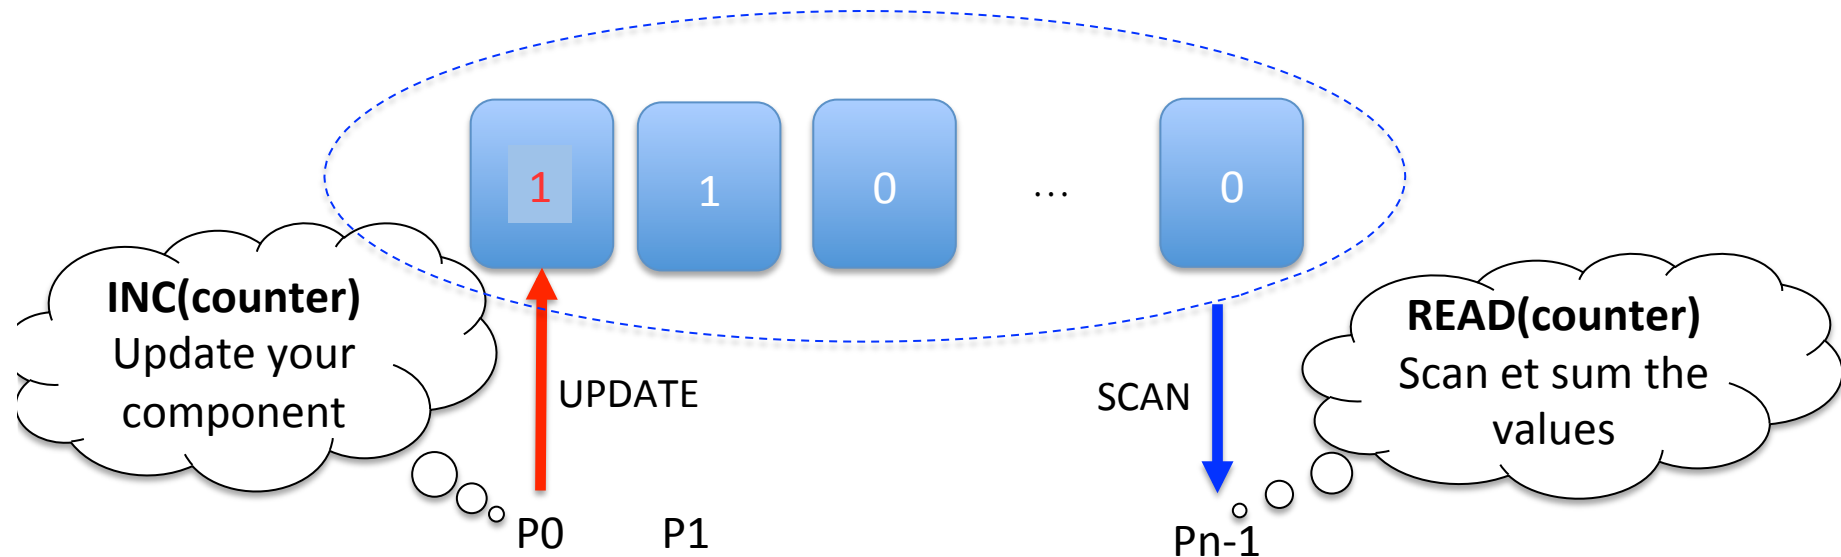 1 1 0 … 0
INC(counter)
Update your
component
UPDATE
SCAN
READ(counter)
Scan et sum the
values
P0 P1 Pn-1